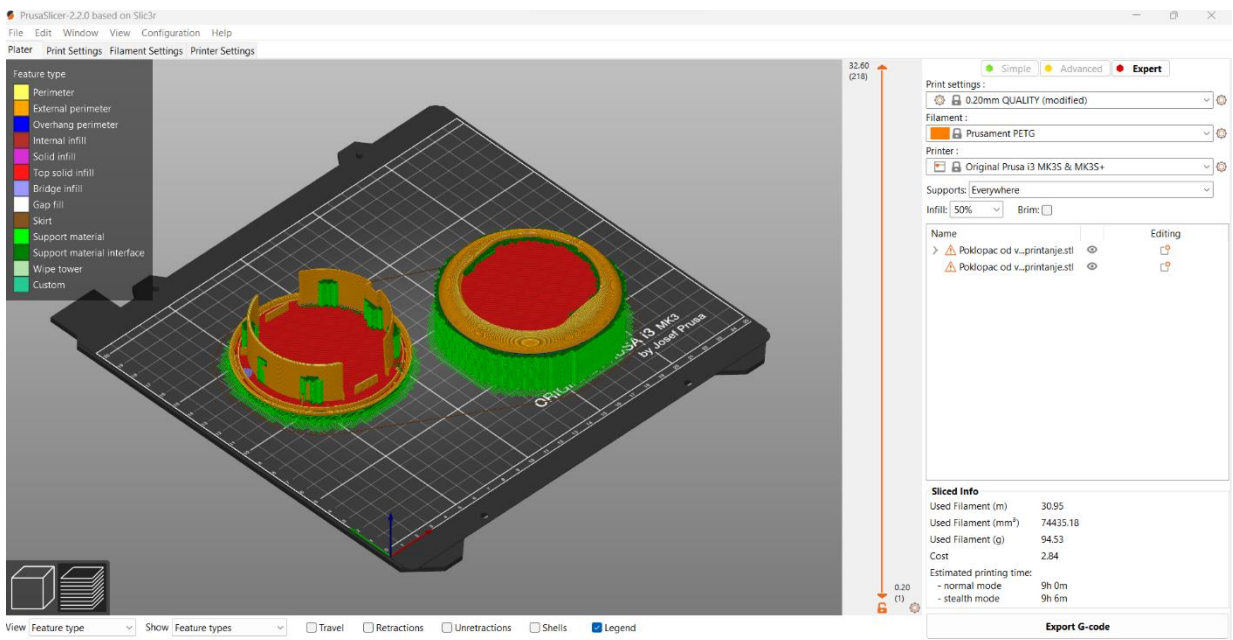 PrusaSlicer-2.2.0 based on Slic3r
File Edit Window View Configuration Help
Plater Print Settings Filament Settings Printer Settings
Feature type
Perimeter
External perimeter
Overhang perimeter
Internal infill
Solid infill
Top solid infill
Bridge infill
Gap fill
Skirt
Support material
Support material interface
Wipe tower
Custom
i3 MK3
by Josef Prusa
32.60
(218)
0.20
(1)
Simple Advanced Expert
Print settings :
0.20mm QUALITY (modified)
Filament :
Prusament PETG
Printer :
Original Prusa i3 MK3S & MK3S+
Supports: Everywhere
Infill: 50% Brim:
Name Editing
Poklopac od v...printanje.stl
Poklopac od v...printanje.stl
Sliced Info
Used Filament (m) 30.95
Used Filament (mm³) 74435.18
Used Filament (g) 94.53
Cost 2.84
Estimated printing time:
- normal mode 9h 0m
- stealth mode 9h 6m
View Feature type Show Feature types Travel Retractions Unretractions Shells Legend
Export G-code